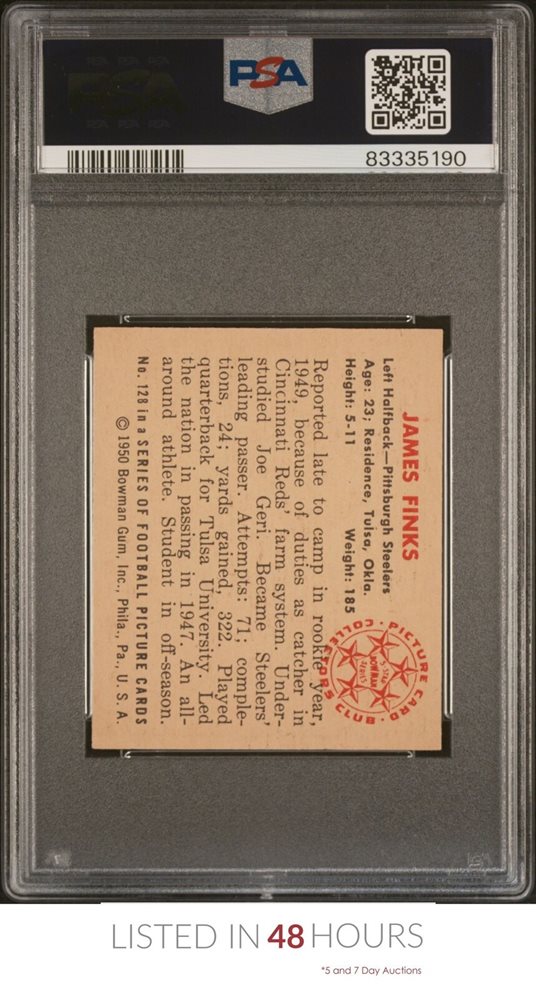 PSA
83335190
JAMES FINKS
Left Halfback—Pittsburgh Steelers
Age: 23; Residence, Tulsa, Okla.
Height: 5-11 Weight: 185
PICTURE CARD COLLECTORS CLUB
5-STAR
BOWMAN
SERIES
Reported late to camp in rookie year,
1949, because of duties as catcher in
Cincinnati Reds' farm system. Under-
studied Joe Geri. Became Steelers'
leading passer. Attempts: 71; comple-
tions, 24; yards gained, 322. Played
quarterback for Tulsa University. Led
the nation in passing in 1947. An all-
around athlete. Student in off-season.
No. 128 in a SERIES OF FOOTBALL PICTURE CARDS
© 1950 Bowman Gum, Inc., Phila., Pa., U. S. A.
LISTED IN 48 HOURS
*5 and 7 Day Auctions